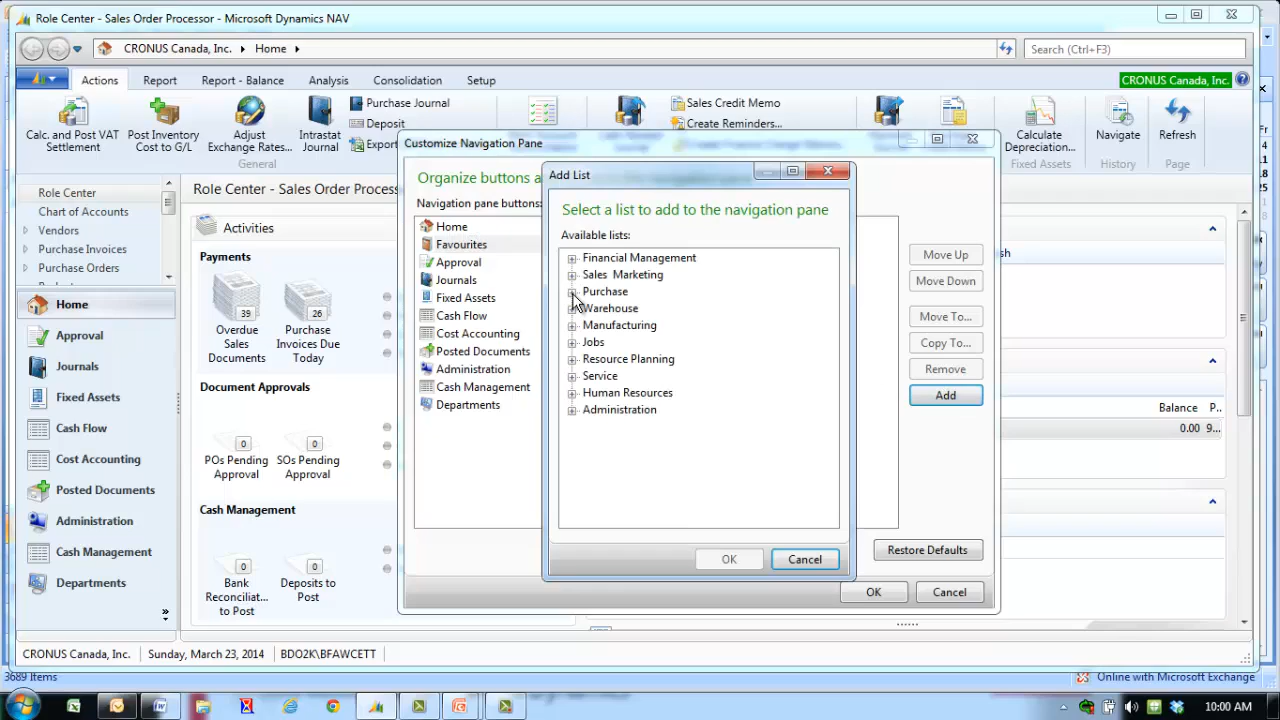 Role Center - Sales Order Processor - Microsoft Dynamics NAV
CRONUS Canada, Inc.
Home
Search (Ctrl+F3)
Actions
Report
Report - Balance
Analysis
Consolidation
Setup
CRONUS Canada, Inc.
Calc. and Post VAT
Settlement
Post Inventory
Cost to G/L
Adjust
Exchange Rates...
Intrastat
Journal
Purchase Journal
Deposit
Export
General
Sales Credit Memo
Create Reminders...
Calculate
Depreciation...
Fixed Assets
Navigate
History
Refresh
Page
Role Center
Chart of Accounts
Vendors
Purchase Invoices
Purchase Orders
Home
Approval
Journals
Fixed Assets
Cash Flow
Cost Accounting
Posted Documents
Administration
Cash Management
Departments
Role Center - Sales Order Processo
Activities
Payments
39
Overdue
Sales
Documents
26
Purchase
Invoices Due
Today
Document Approvals
0
POs Pending
Approval
0
SOs Pending
Approval
Cash Management
0
Bank
Reconciliat...
to Post
0
Deposits to
Post
Customize Navigation Pane
Organize buttons a
Navigation pane buttons:
Home
Favourites
Approval
Journals
Fixed Assets
Cash Flow
Cost Accounting
Posted Documents
Administration
Cash Management
Departments
Add List
Select a list to add to the navigation pane
Available lists:
Financial Management
Sales Marketing
Purchase
Warehouse
Manufacturing
Jobs
Resource Planning
Service
Human Resources
Administration
OK
Cancel
Move Up
Move Down
Move To...
Copy To...
Remove
Add
Restore Defaults
OK
Cancel
sh
Balance
P..
0.00
9...
CRONUS Canada, Inc.
Sunday, March 23, 2014
BDO2K\BFAWCETT
3689 Items
Online with Microsoft Exchange
10:00 AM